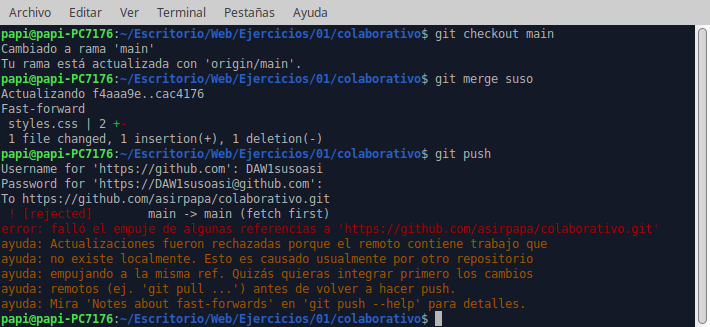 Archivo Editar Ver Terminal Pestañas Ayuda
papi@papi-PC7176:~/Escritorio/Web/Ejercicios/01/colaborativo$ git checkout main
Cambiado a rama 'main'
Tu rama está actualizada con 'origin/main'.
papi@papi-PC7176:~/Escritorio/Web/Ejercicios/01/colaborativo$ git merge suso
Actualizando f4aaa9e..cac4176
Fast-forward
 styles.css | 2 +-
 1 file changed, 1 insertion(+), 1 deletion(-)
papi@papi-PC7176:~/Escritorio/Web/Ejercicios/01/colaborativo$ git push
Username for 'https://github.com': DAW1susoasi
Password for 'https://DAW1susoasi@github.com':
To https://github.com/asirpapa/colaborativo.git
 ! [rejected]        main -> main (fetch first)
error: falló el empuje de algunas referencias a 'https://github.com/asirpapa/colaborativo.git'
ayuda: Actualizaciones fueron rechazadas porque el remoto contiene trabajo que
ayuda: no existe localmente. Esto es causado usualmente por otro repositorio
ayuda: empujando a la misma ref. Quizás quieras integrar primero los cambios
ayuda: remotos (ej. 'git pull ...') antes de volver a hacer push.
ayuda: Mira 'Notes about fast-forwards' en 'git push --help' para detalles.
papi@papi-PC7176:~/Escritorio/Web/Ejercicios/01/colaborativo$